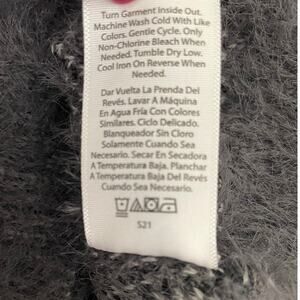 Turn Garment Inside Out.
Machine Wash Cold With Like
Colors. Gentle Cycle. Only
Non-Chlorine Bleach When
Needed. Tumble Dry Low.
Cool Iron On Reverse When
Needed.
Dar Vuelta La Prenda Del
Revés. Lavar A Máquina
En Agua Fría Con Colores
Similares. Ciclo Delicado.
Blanqueador Sin Cloro
Solamente Cuando Sea
Necesario. Secar En Secadora
A Temperatura Baja. Planchar
A Temperatura Baja Del Revés
Cuando Sea Necesario.
S21